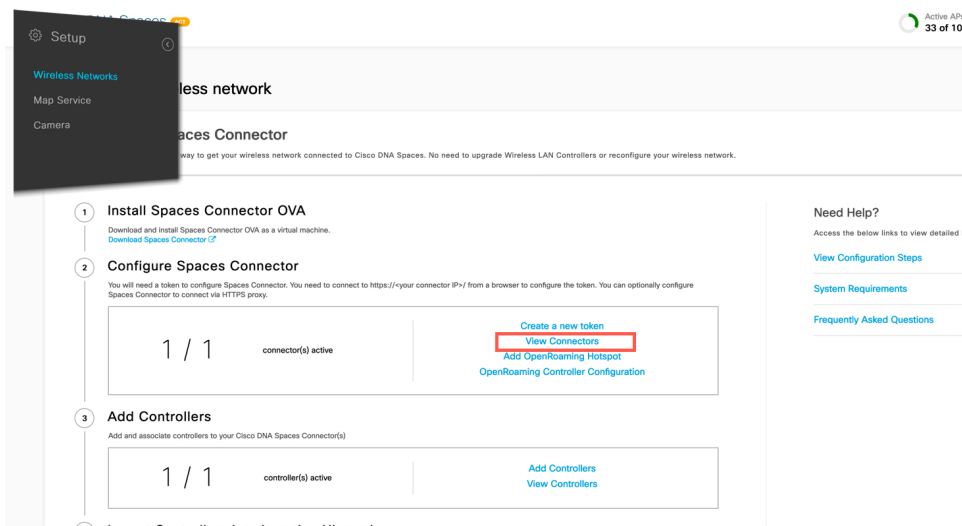 Spaces ACT
Active APs
33 of 10
Setup
Wireless Networks
Map Service
Camera
less network
aces Connector
way to get your wireless network connected to Cisco DNA Spaces. No need to upgrade Wireless LAN Controllers or reconfigure your wireless network.
1 Install Spaces Connector OVA
Download and install Spaces Connector OVA as a virtual machine.
Download Spaces Connector
2 Configure Spaces Connector
You will need a token to configure Spaces Connector. You need to connect to https://<your connector IP>/ from a browser to configure the token. You can optionally configure
Spaces Connector to connect via HTTPS proxy.
1 / 1 connector(s) active
Create a new token
View Connectors
Add OpenRoaming Hotspot
OpenRoaming Controller Configuration
3 Add Controllers
Add and associate controllers to your Cisco DNA Spaces Connector(s)
1 / 1 controller(s) active
Add Controllers
View Controllers
Need Help?
Access the below links to view detailed
View Configuration Steps
System Requirements
Frequently Asked Questions